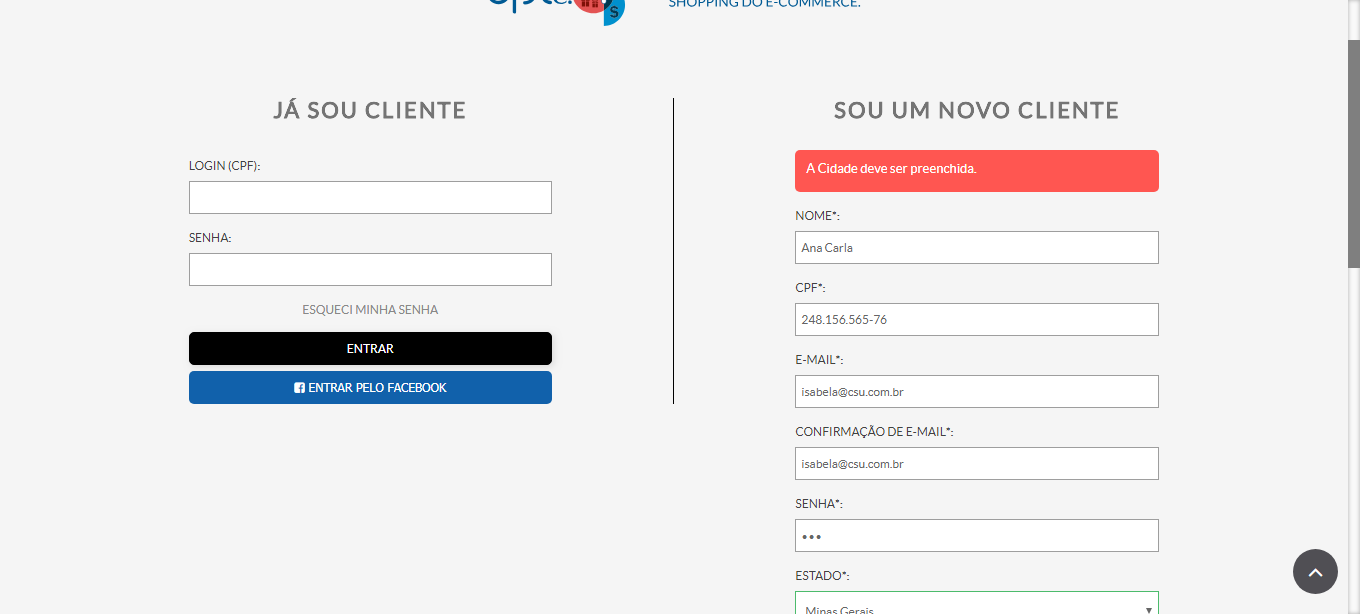 SHOPPING DO E-COMMERCE.
JÁ SOU CLIENTE
LOGIN (CPF):
SENHA:
ESQUECI MINHA SENHA
ENTRAR
ENTRAR PELO FACEBOOK
SOU UM NOVO CLIENTE
A Cidade deve ser preenchida.
NOME*:
Ana Carla
CPF*:
248.156.565-76
E-MAIL*:
isabela@csu.com.br
CONFIRMAÇÃO DE E-MAIL*:
isabela@csu.com.br
SENHA*:
•••
ESTADO*:
Minas Gerais